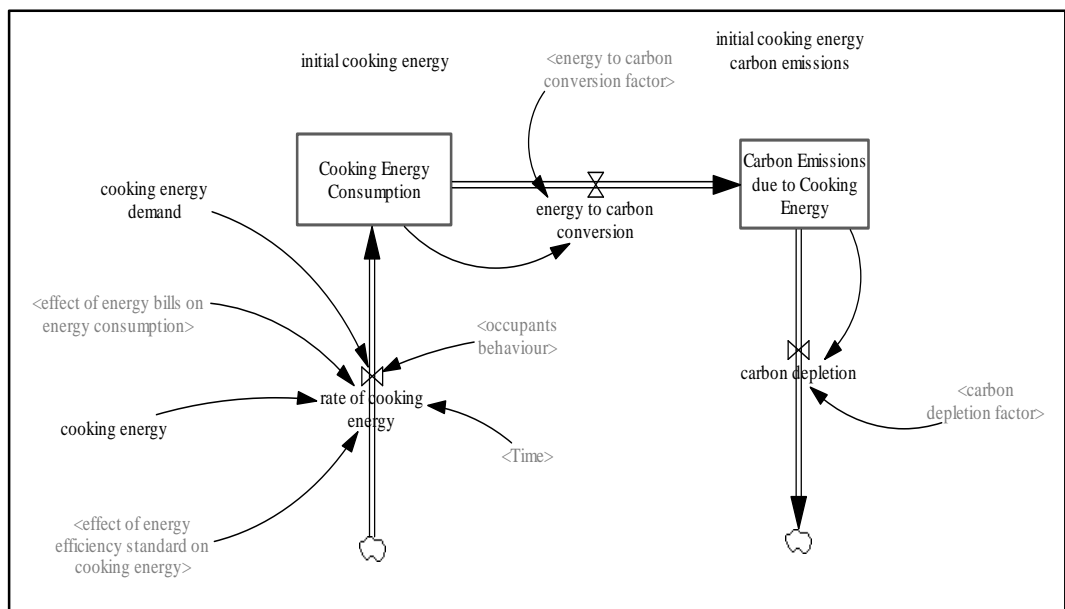 initial cooking energy
<energy to carbon
conversion factor>
initial cooking energy
carbon emissions
Cooking Energy
Consumption
Carbon Emissions
due to Cooking
Energy
cooking energy
demand
energy to carbon
conversion
<effect of energy bills on
energy consumption>
<occupants
behaviour>
carbon depletion
rate of cooking
energy
cooking energy
<carbon
depletion factor>
<Time>
<effect of energy
efficiency standard on
cooking energy>